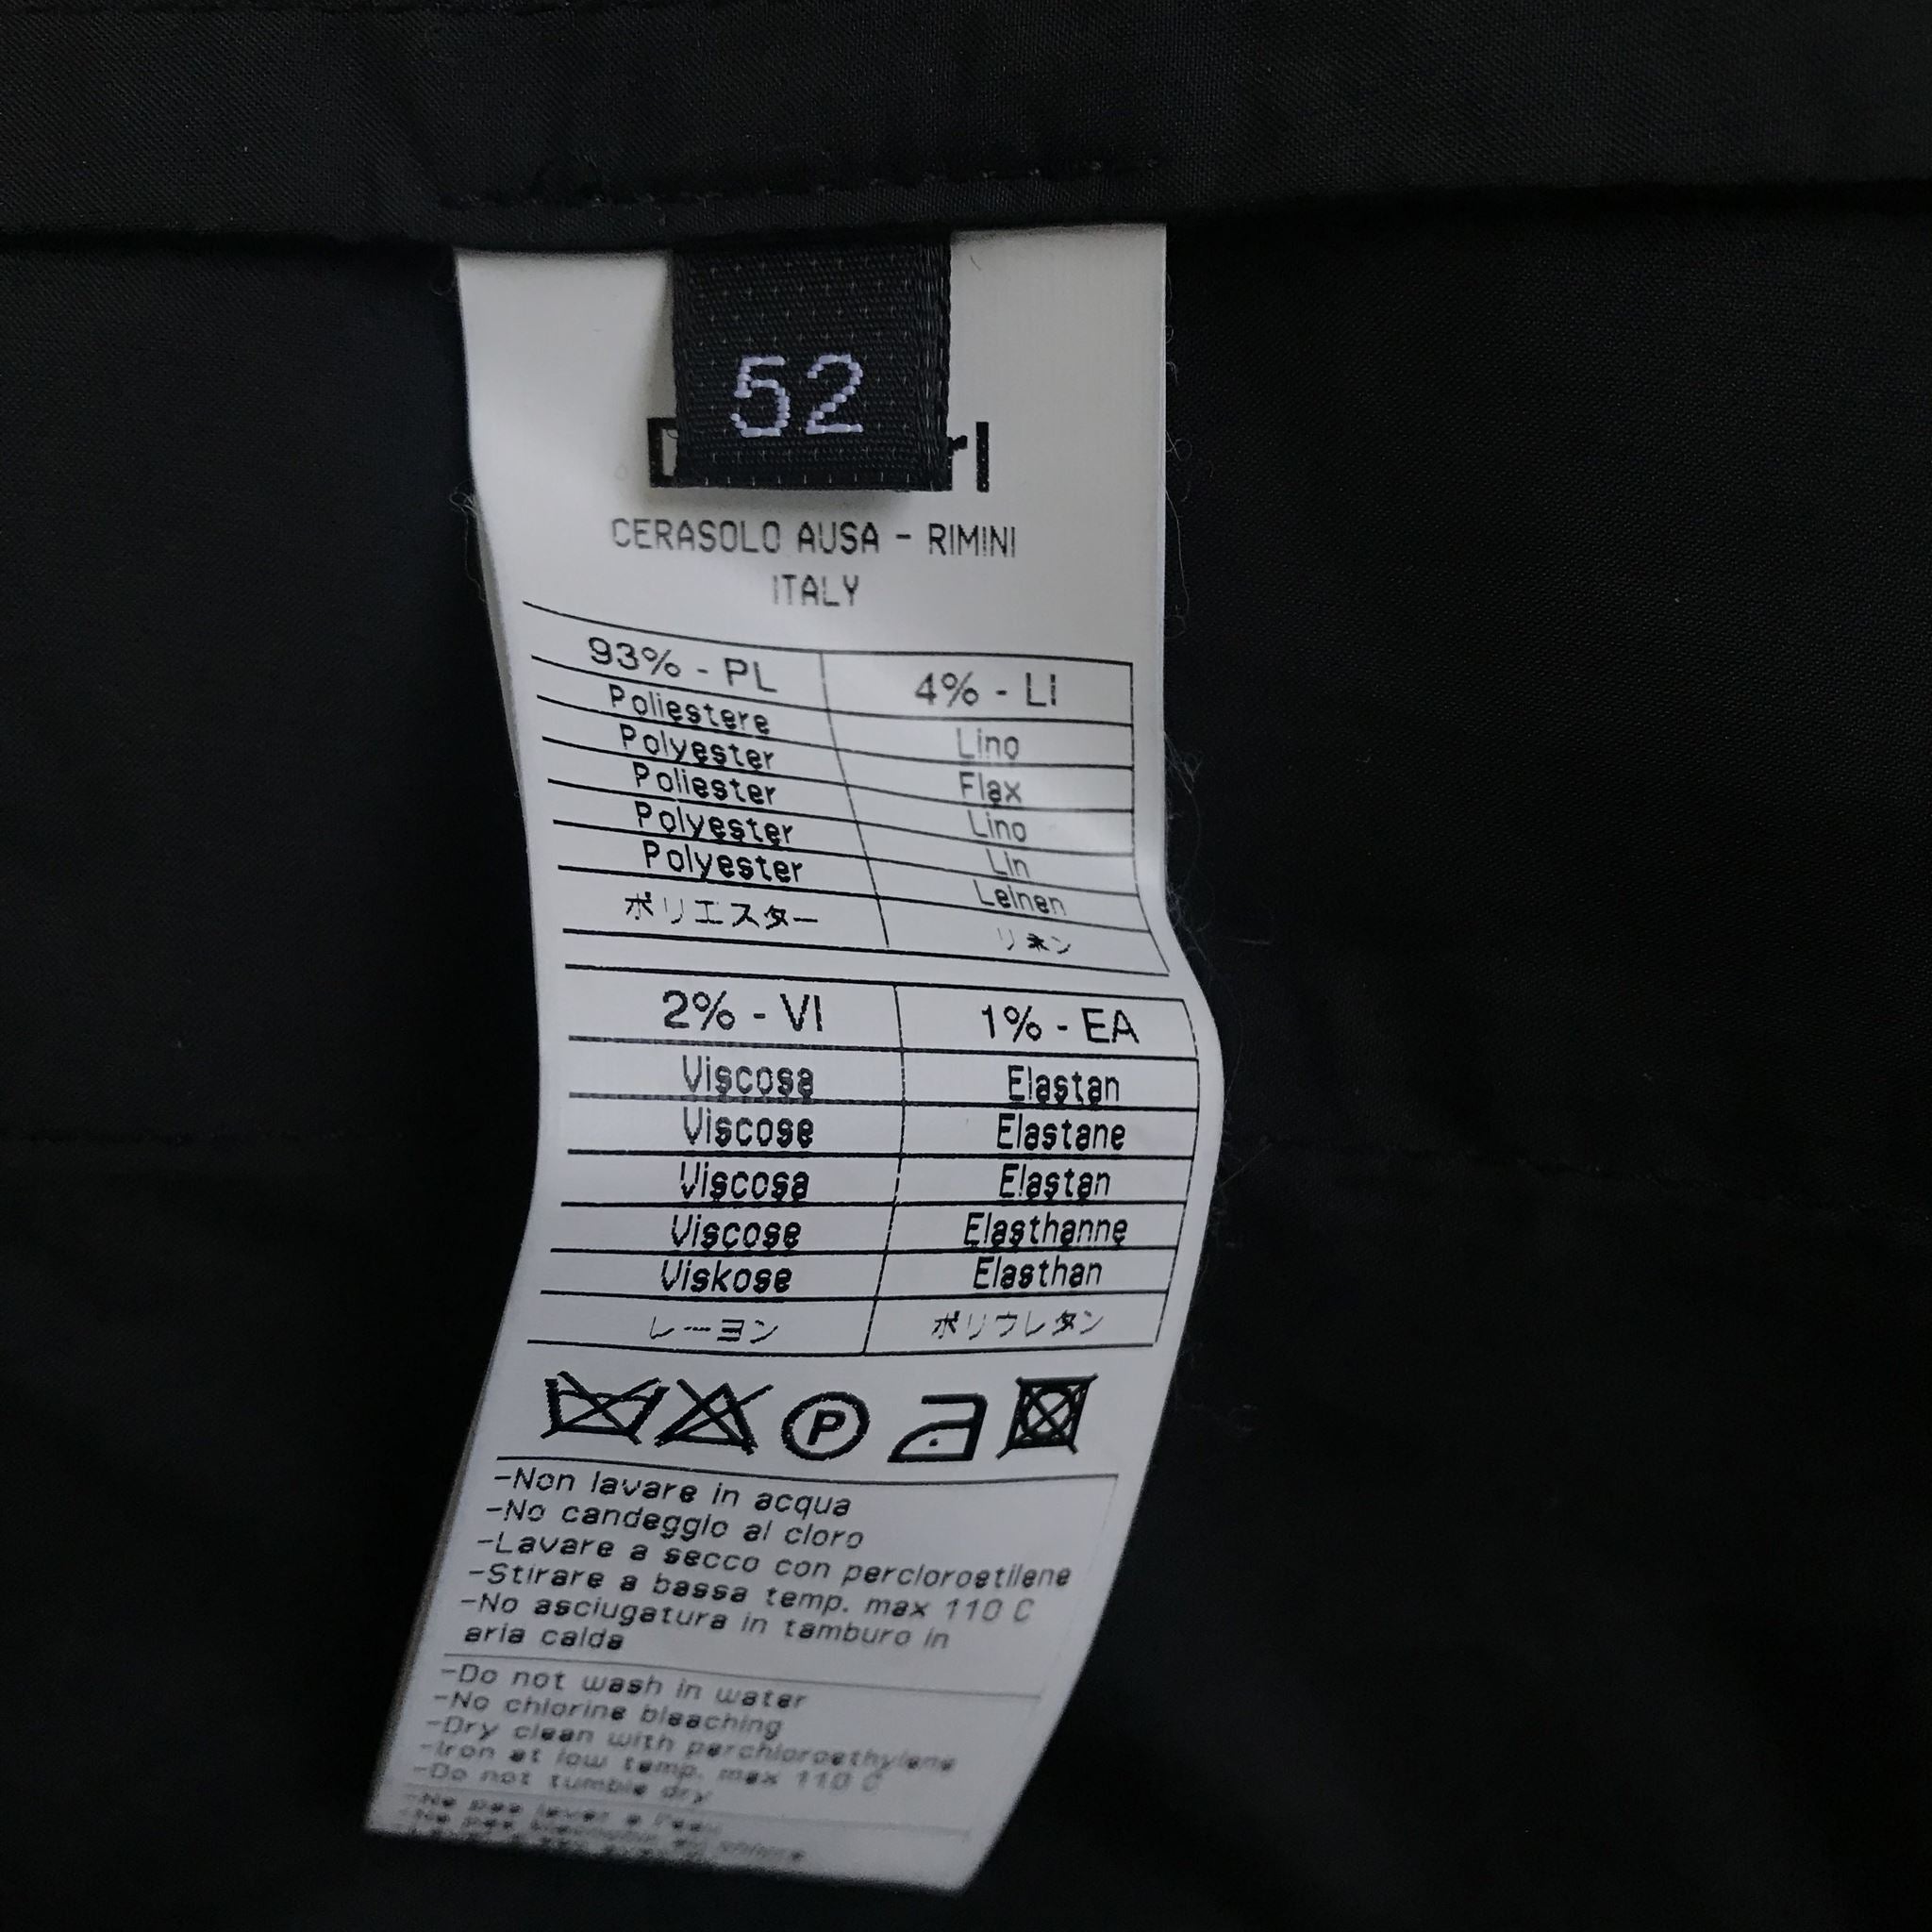 52
CERASOLO AUSA - RIMINI
ITALY
93% - PL 4% - LI
Poliestere Lino
Polyester Flax
Poliester Lino
Polyester Lin
Polyester Leinen
ポリエスター リネン
2% - VI 1% - EA
Viscosa Elastan
Viscose Elastane
Viscosa Elastan
Viscose Elasthanne
Viskose Elasthan
レーヨン ポリウレタン
P
-Non lavare in acqua
-No candeggio al cloro
-Lavare a secco con percloroetilene
-Stirare a bassa temp. max 110 C
-No asciugatura in tamburo in
aria calda
-Do not wash in water
-No chlorine bleaching
-Dry clean with perchloroethylene
-Iron at low temp. max 110 C
-Do not tumble dry